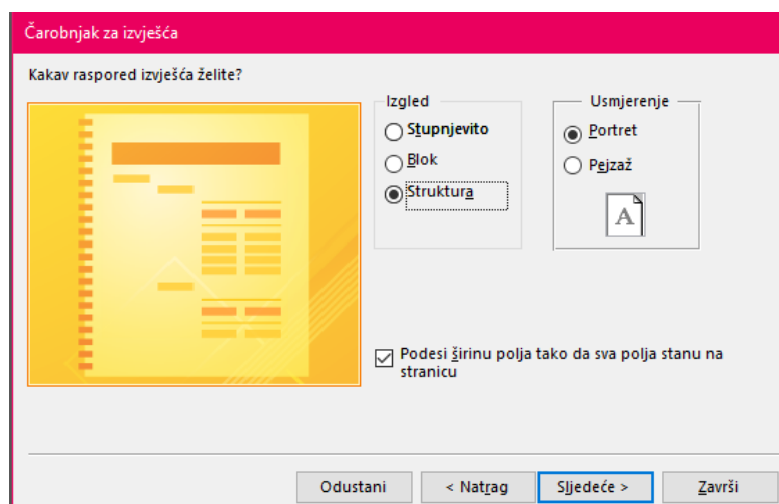 Čarobnjak za izvješća
Kakav raspored izvješća želite?
Izgled
Stupnjevito
Blok
Struktura
Usmjerenje
Portret
Pejzaž
A
Podesi širinu polja tako da sva polja stanu na
stranicu
Odustani
< Natrag
Sljedeće >
Završi